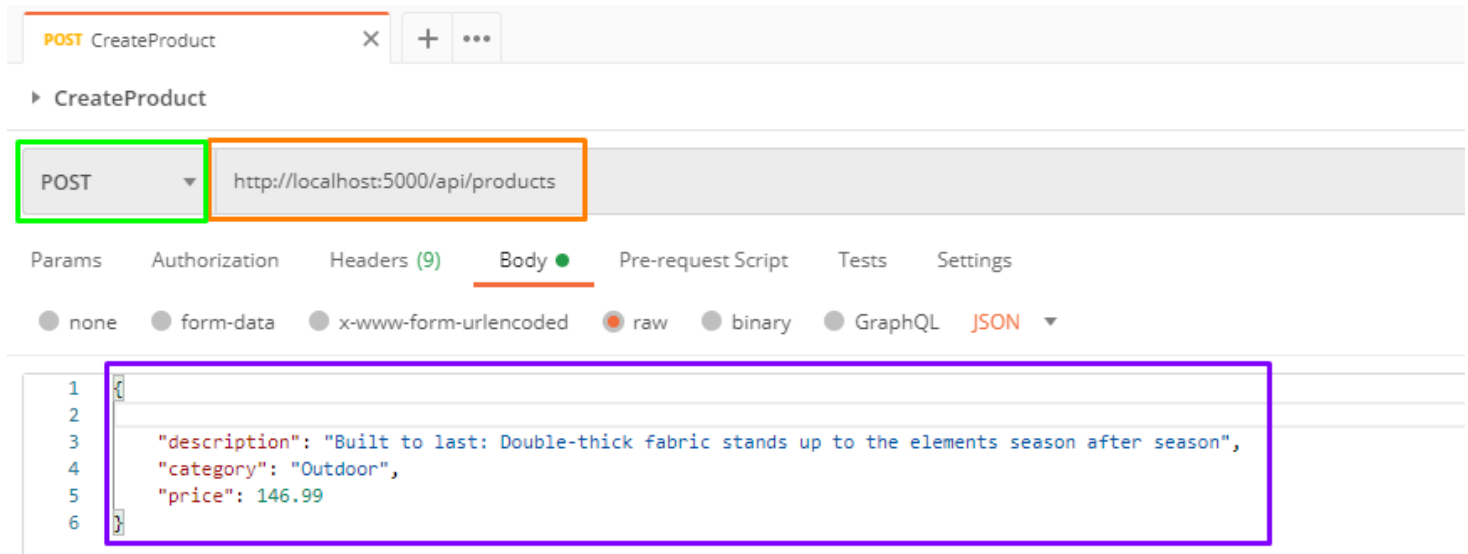 POST CreateProduct
CreateProduct
POST http://localhost:5000/api/products
Params Authorization Headers (9) Body Pre-request Script Tests Settings
none form-data x-www-form-urlencoded raw binary GraphQL JSON
1 {
2
3 "description": "Built to last: Double-thick fabric stands up to the elements season after season",
4 "category": "Outdoor",
5 "price": 146.99
6 }